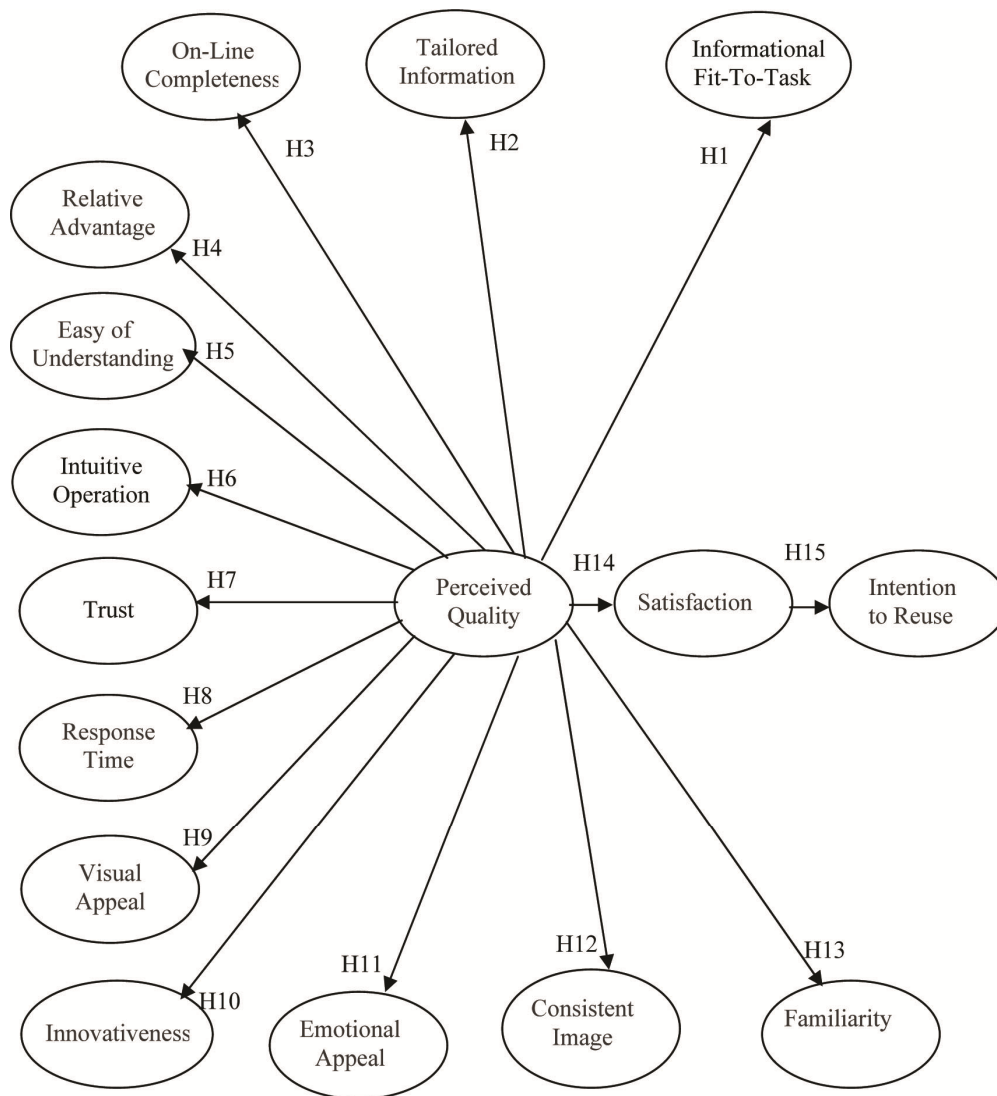 On-Line
Completeness
Tailored
Information
Informational
Fit-To-Task
H3
H2
H1
Relative
Advantage
H4
Easy of
Understanding
H5
Intuitive
Operation
H6
Trust
H7
Perceived
Quality
H14
Satisfaction
H15
Intention
to Reuse
Response
Time
H8
Visual
Appeal
H9
Innovativeness
H10
Emotional
Appeal
H11
Consistent
Image
H12
Familiarity
H13